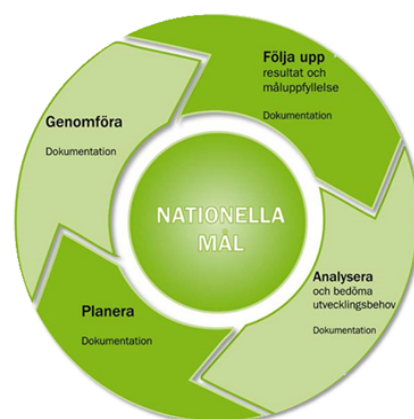 Följa upp
resultat och
måluppfyllelse
Dokumentation
Genomföra
Dokumentation
NATIONELLA
MÅL
Analysera
och bedöma
utvecklingsbehov
Dokumentation
Planera
Dokumentation